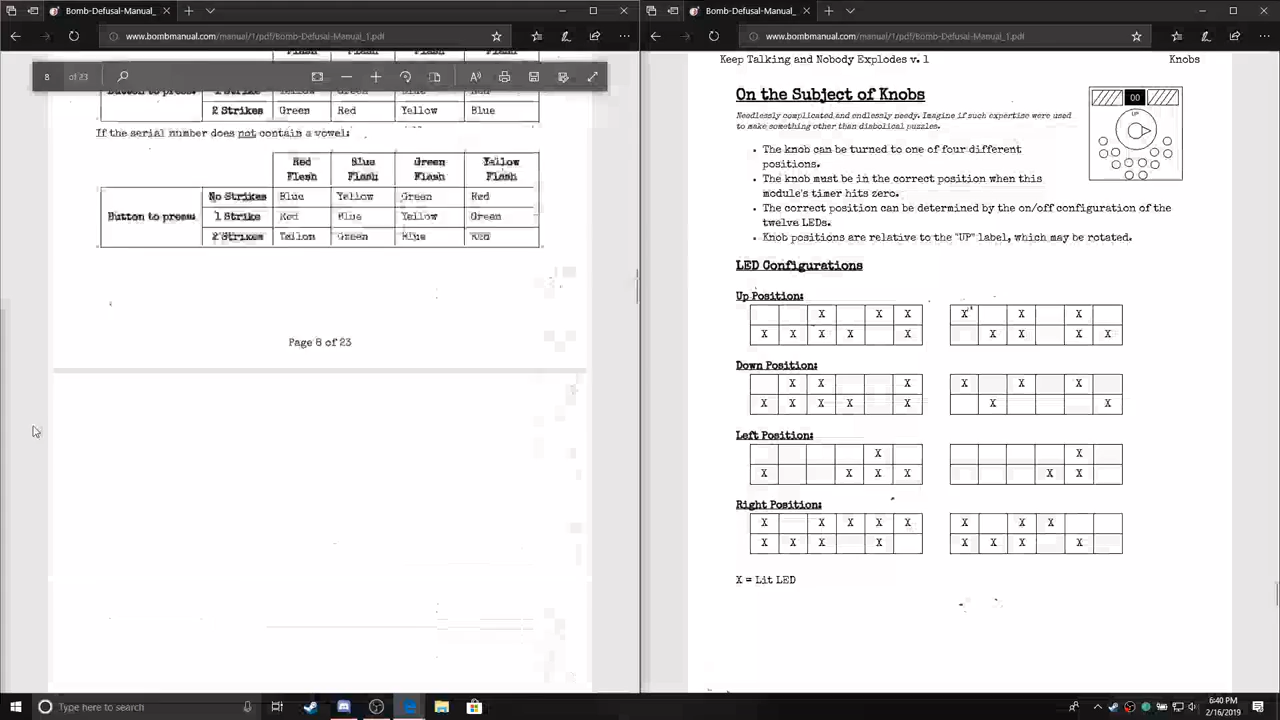 Bomb-Defusal-Manual_
www.bombmanual.com/manual/1/pdf/Bomb-Defusal-Manual_1.pdf
8 of 23
2 Strikes Green Red Yellow Blue
If the serial number does not contain a vowel:
Red Flash Blue Flash Green Flash Yellow Flash
Button to press:
No Strikes Blue Yellow Green Red
1 Strike Red Blue Yellow Green
2 Strikes Yellow Green Blue Red
Page 8 of 23
Bomb-Defusal-Manual_
www.bombmanual.com/manual/1/pdf/Bomb-Defusal-Manual_1.pdf
Keep Talking and Nobody Explodes v. 1 Knobs
On the Subject of Knobs
00
UP
Needlessly complicated and endlessly needy. Imagine if such expertise were used
to make something other than diabolical puzzles.
• The knob can be turned to one of four different
positions.
• The knob must be in the correct position when this
module's timer hits zero.
• The correct position can be determined by the on/off configuration of the
twelve LEDs.
• Knob positions are relative to the "UP" label, which may be rotated.
LED Configurations
Up Position:
X X X X X X
X X X X X X X X X
Down Position:
X X X X X X
X X X X X X X
Left Position:
X X
X X X X X X
Right Position:
X X X X X X X X
X X X X X X X X
X = Lit LED
Type here to search
6:40 PM
2/16/2019